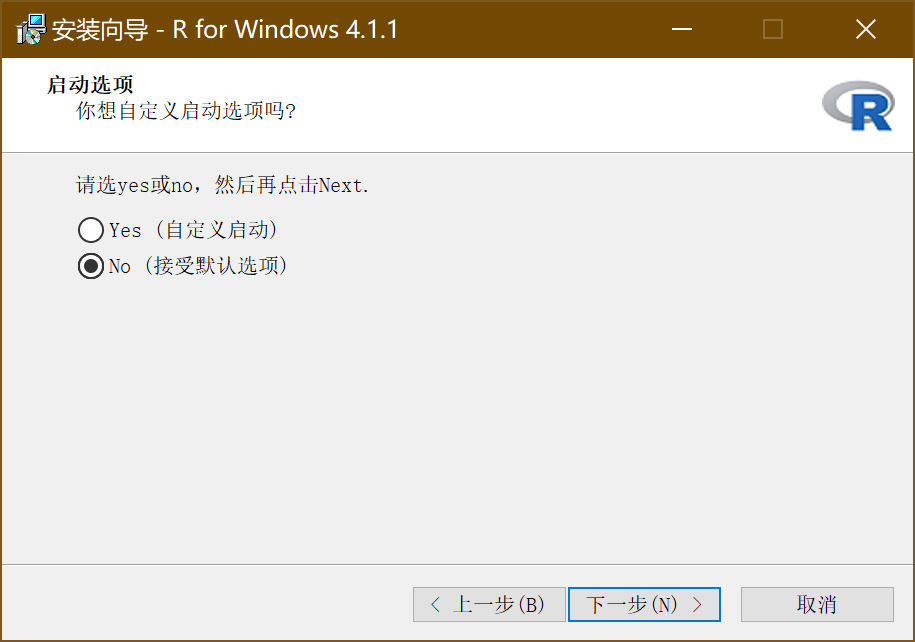 安装向导 - R for Windows 4.1.1
启动选项
你想自定义启动选项吗?
R
请选yes或no，然后再点击Next.
Yes (自定义启动)
No (接受默认选项)
< 上一步(B)
下一步(N) >
取消